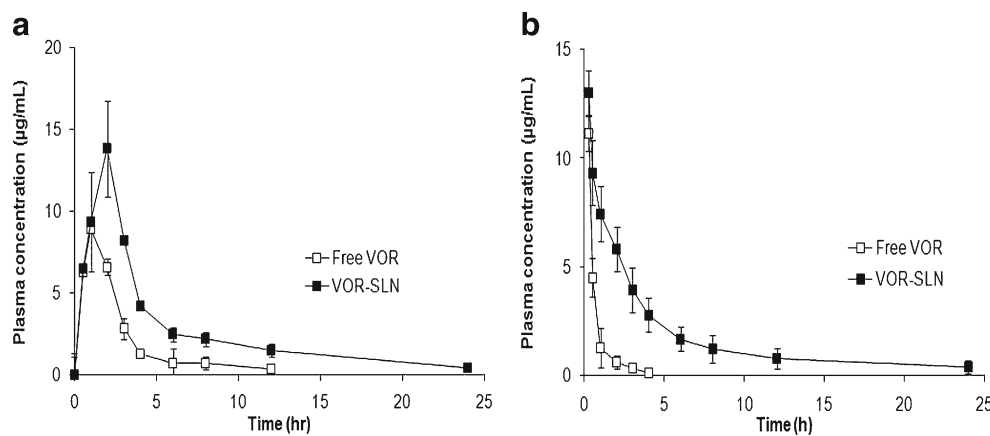 a
Plasma concentration (µg/mL)
20
15
10
5
0
0 5 10 15 20 25
Time (hr)
Free VOR
VOR-SLN
b
Plasma concentration (µg/mL)
15
10
5
0
0 5 10 15 20 25
Time (h)
Free VOR
VOR-SLN